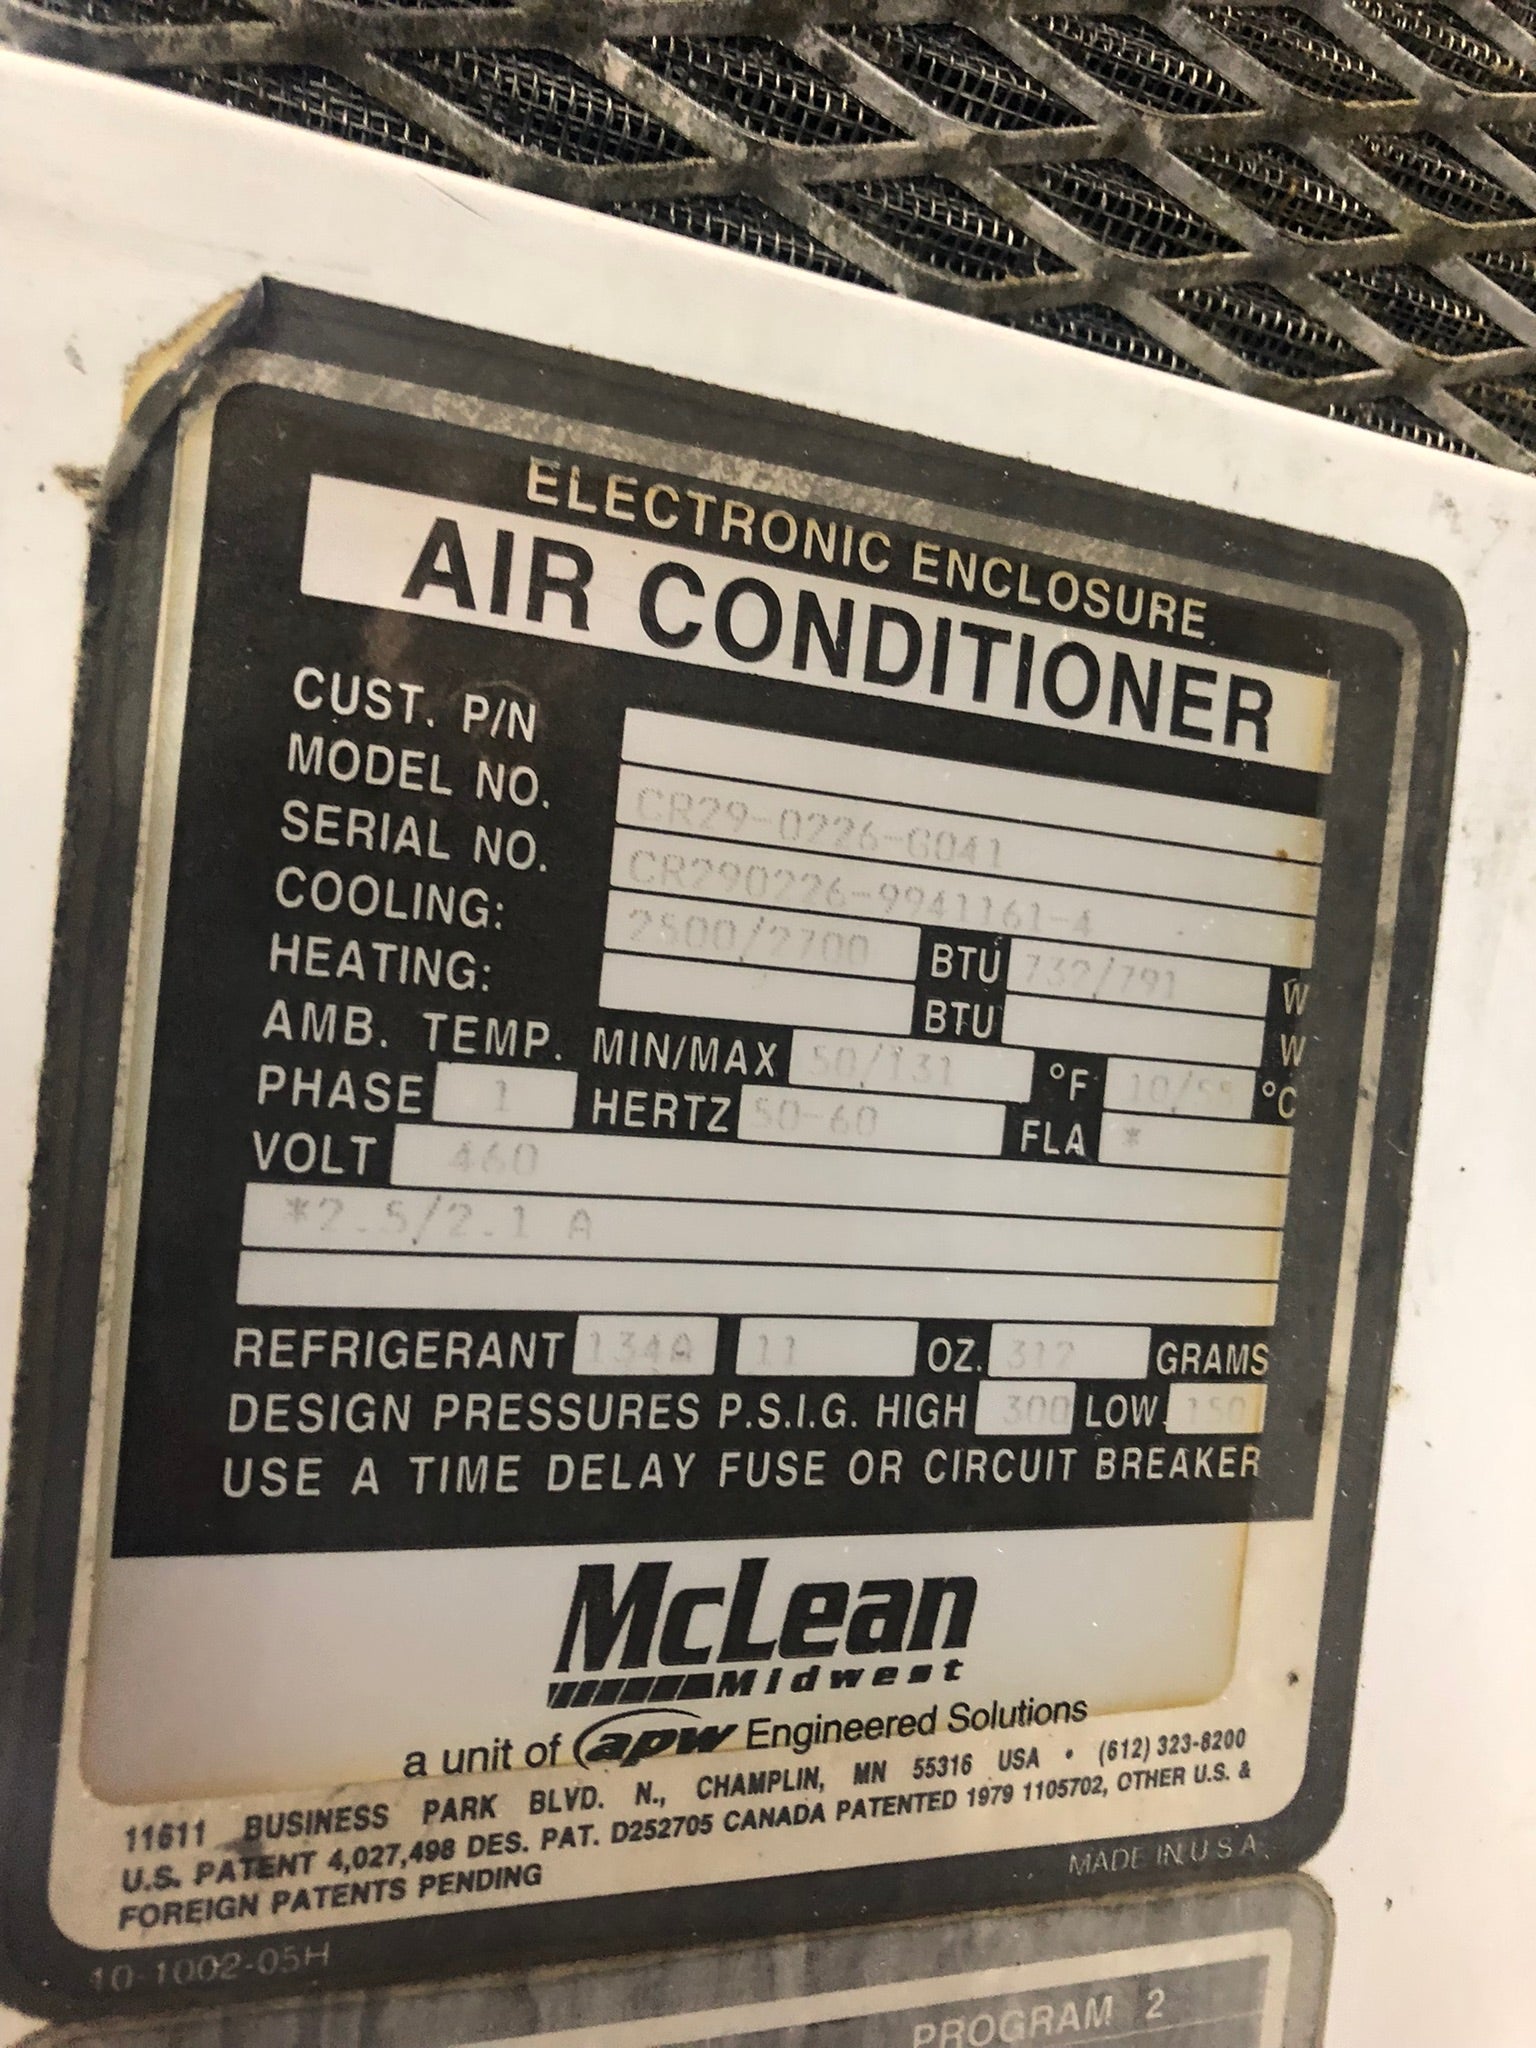 ELECTRONIC ENCLOSURE
AIR CONDITIONER
CUST. P/N
MODEL NO. CR29-0226-G041
SERIAL NO. CR290226-9941161-4
COOLING: 2500/2700 BTU 732/791 W
HEATING: BTU W
AMB. TEMP. MIN/MAX 50/131 °F 10/55 °C
PHASE 1 HERTZ 50-60 FLA *
VOLT 460
*2.5/2.1 A
REFRIGERANT 134A 11 OZ. 312 GRAMS
DESIGN PRESSURES P.S.I.G. HIGH 300 LOW 150
USE A TIME DELAY FUSE OR CIRCUIT BREAKER
McLean
Midwest
a unit of apw Engineered Solutions
11611 BUSINESS PARK BLVD. N., CHAMPLIN, MN 55316 USA • (612) 323-8200
U.S. PATENT 4,027,498 DES. PAT. D252705 CANADA PATENTED 1979 1105702, OTHER U.S. &
FOREIGN PATENTS PENDING
MADE IN U S A
10-1002-05H
PROGRAM 2